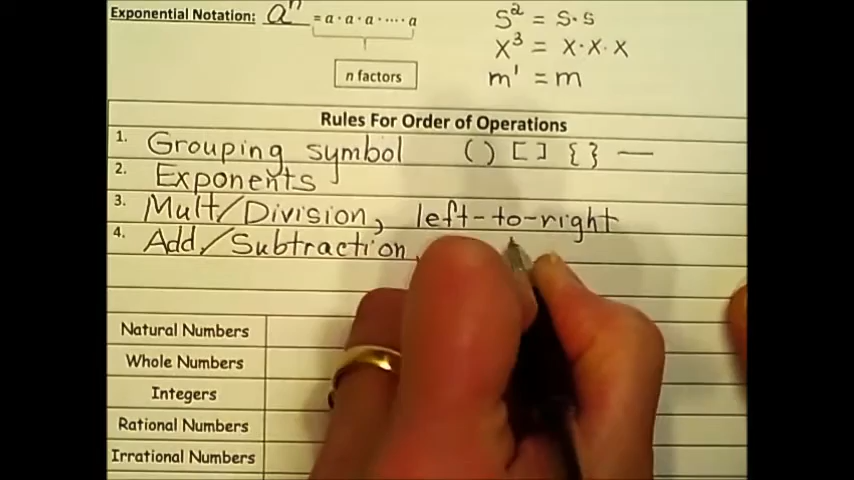 Exponential Notation: aⁿ = a · a · a · ···· · a
n factors
s² = s·s
x³ = x·x·x
m¹ = m
Rules For Order of Operations
1. Grouping symbol ( ) [ ] { } —
2. Exponents
3. Mult/Division, left-to-right
4. Add/Subtraction,
Natural Numbers
Whole Numbers
Integers
Rational Numbers
Irrational Numbers